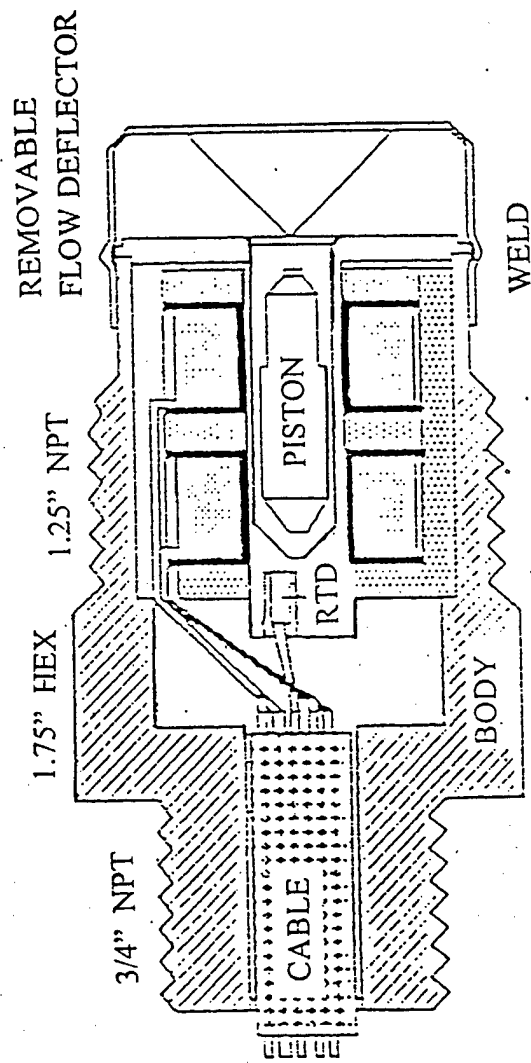 3/4" NPT
1.75" HEX
1.25" NPT
REMOVABLE
FLOW DEFLECTOR
CABLE
BODY
RTD
PISTON
WELD